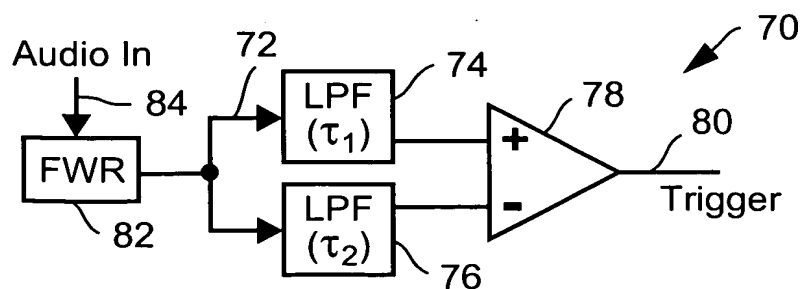 Audio In
84
FWR
82
72
LPF
(τ1)
74
LPF
(τ2)
76
+
-
78
70
80
Trigger